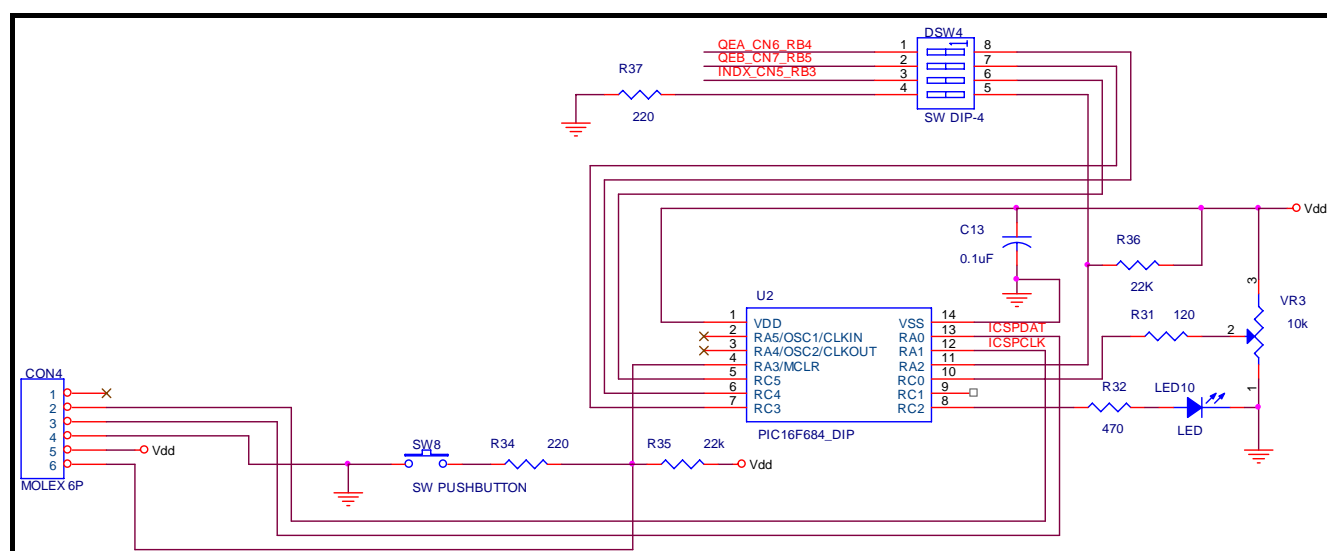 DSW4
QEA_CN6_RB4 1 8
QEB_CN7_RB5 2 7
INDX_CN5_RB3 3 6
R37 4 5
220
SW DIP-4
1
Vdd
C13
0.1uF
R36
22K
3
VR3
10k
R31 120
2
1
U2
1 VDD VSS 14
2 RA5/OSC1/CLKIN RA0 13 ICSPDAT
3 RA4/OSC2/CLKOUT RA1 12 ICSPCLK
4 RA3/MCLR RA2 11
5 RC5 RC0 10
6 RC4 RC1 9
7 RC3 RC2 8
PIC16F684_DIP
R32
470
LED10
LED
CON4
1
2
3
4
5 Vdd
6
MOLEX 6P
SW8
SW PUSHBUTTON
R34 220
R35 22k
Vdd